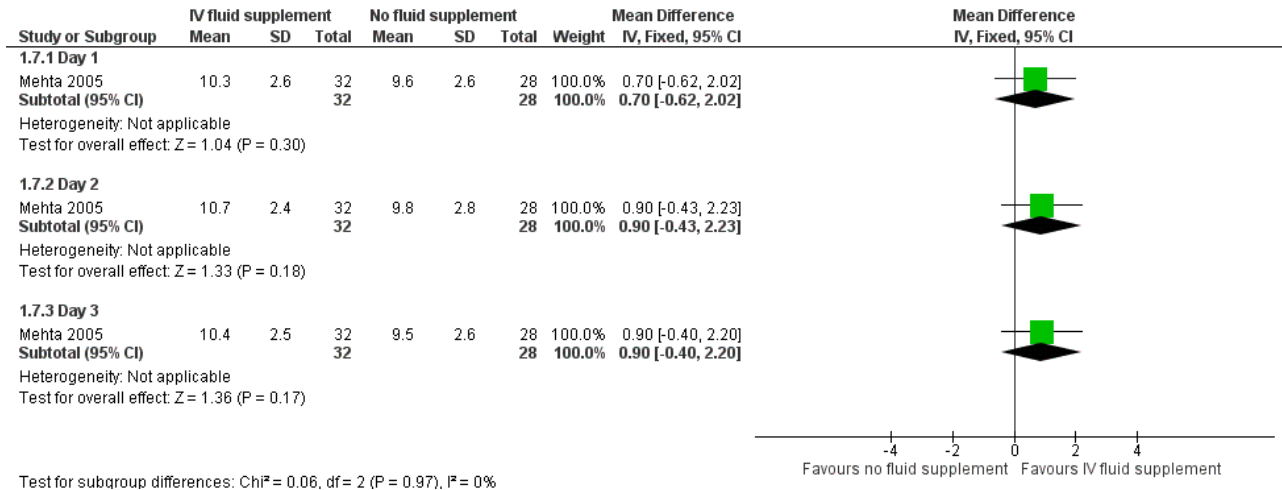 IV fluid supplement No fluid supplement Mean Difference Mean Difference
Study or Subgroup Mean SD Total Mean SD Total Weight IV, Fixed, 95% CI IV, Fixed, 95% CI
1.7.1 Day 1
Mehta 2005 10.3 2.6 32 9.6 2.6 28 100.0% 0.70 [-0.62, 2.02]
Subtotal (95% CI) 32 28 100.0% 0.70 [-0.62, 2.02]
Heterogeneity: Not applicable
Test for overall effect: Z = 1.04 (P = 0.30)
1.7.2 Day 2
Mehta 2005 10.7 2.4 32 9.8 2.8 28 100.0% 0.90 [-0.43, 2.23]
Subtotal (95% CI) 32 28 100.0% 0.90 [-0.43, 2.23]
Heterogeneity: Not applicable
Test for overall effect: Z = 1.33 (P = 0.18)
1.7.3 Day 3
Mehta 2005 10.4 2.5 32 9.5 2.6 28 100.0% 0.90 [-0.40, 2.20]
Subtotal (95% CI) 32 28 100.0% 0.90 [-0.40, 2.20]
Heterogeneity: Not applicable
Test for overall effect: Z = 1.36 (P = 0.17)
-4 -2 0 2 4
Favours no fluid supplement Favours IV fluid supplement
Test for subgroup differences: Chi² = 0.06, df = 2 (P = 0.97), I² = 0%